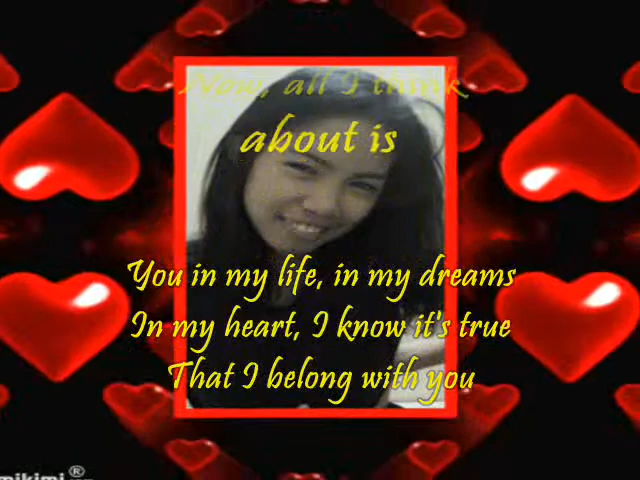 Now, all I think
about is
You in my life, in my dreams
In my heart, I know it's true
That I belong with you
mikimi ®